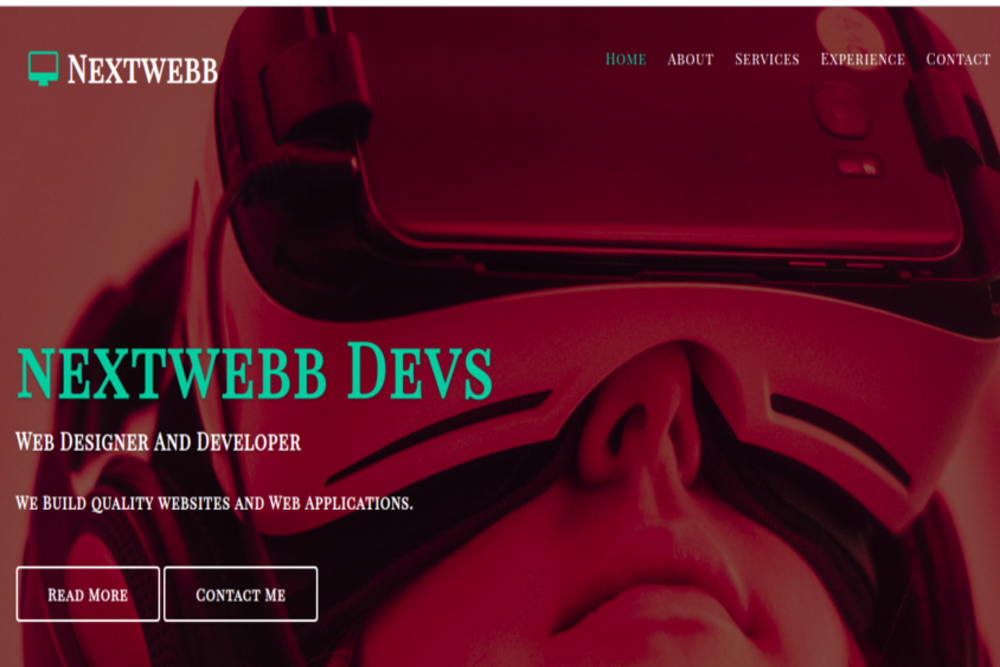 Nextwebb
Home About Services Experience Contact
nextwebb Devs
Web Designer And Developer
We Build quality websites and Web applications.
Read More Contact Me